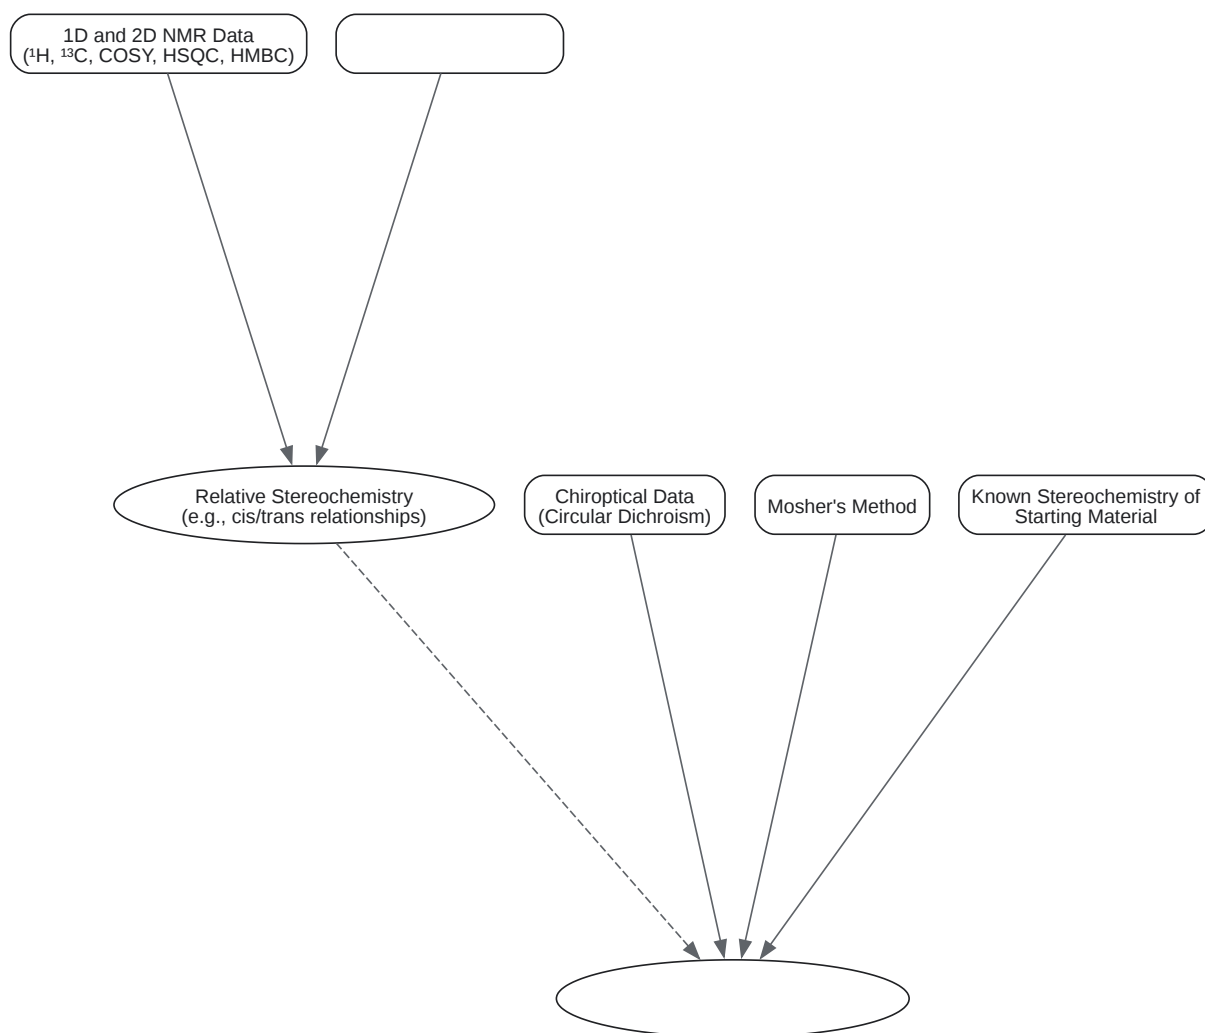 1D and 2D NMR Data
(¹H, ¹³C, COSY, HSQC, HMBC)
Relative Stereochemistry
(e.g., cis/trans relationships)
Chiroptical Data
(Circular Dichroism)
Mosher's Method
Known Stereochemistry of
Starting Material